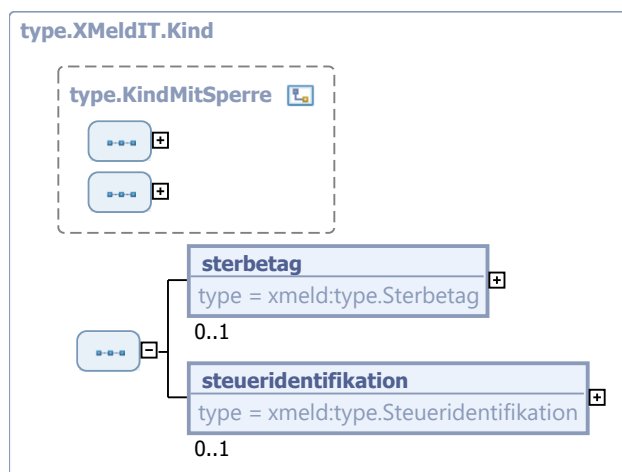 type.XMeldIT.Kind
type.KindMitSperre
sterbetag
type = xmeld:type.Sterbetag
0..1
steueridentifikation
type = xmeld:type.Steueridentifikation
0..1